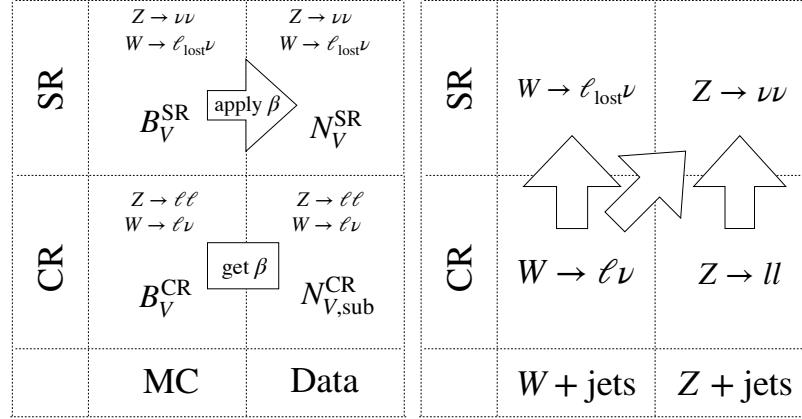 SR
Z → νν
W → ℓ_lost ν
B_V^SR
apply β
Z → νν
W → ℓ_lost ν
N_V^SR
CR
Z → ℓℓ
W → ℓν
B_V^CR
get β
Z → ℓℓ
W → ℓν
N_{V,sub}^CR
MC
Data
SR
W → ℓ_lost ν
Z → νν
CR
W → ℓν
Z → ll
W + jets
Z + jets